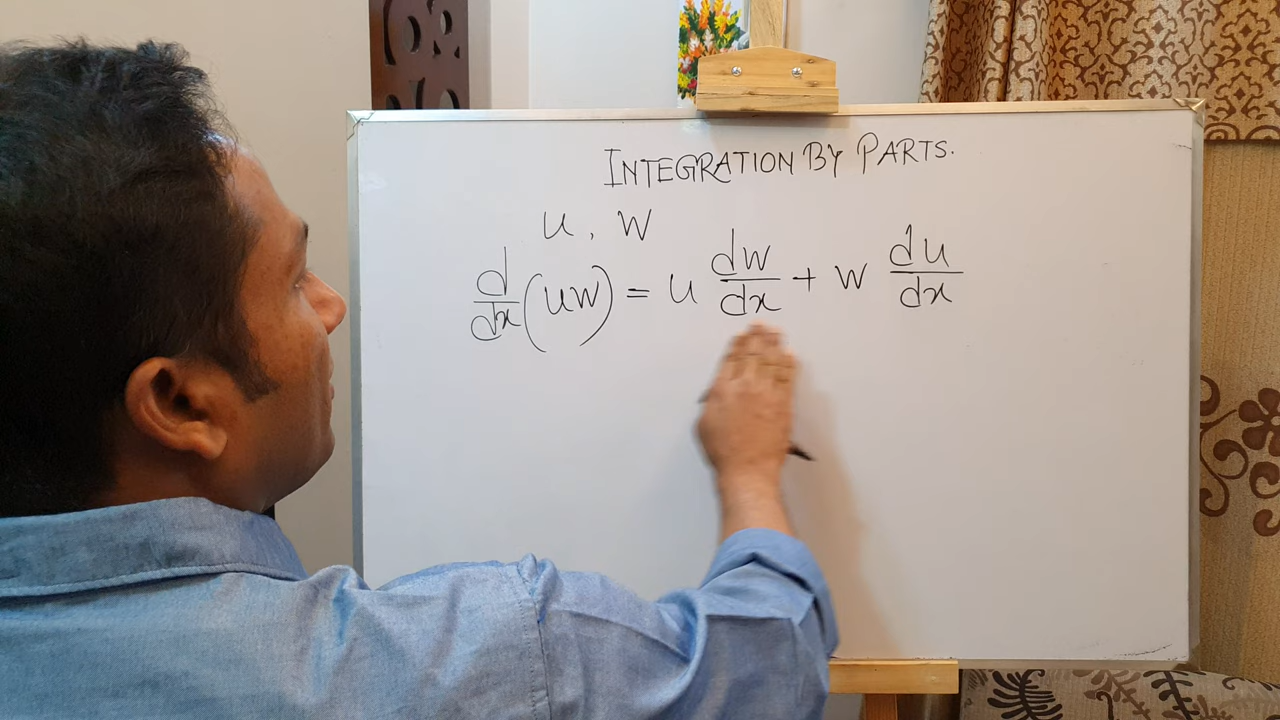 INTEGRATION BY PARTS.
u, w
d/dx (uw) = u dw/dx + w du/dx